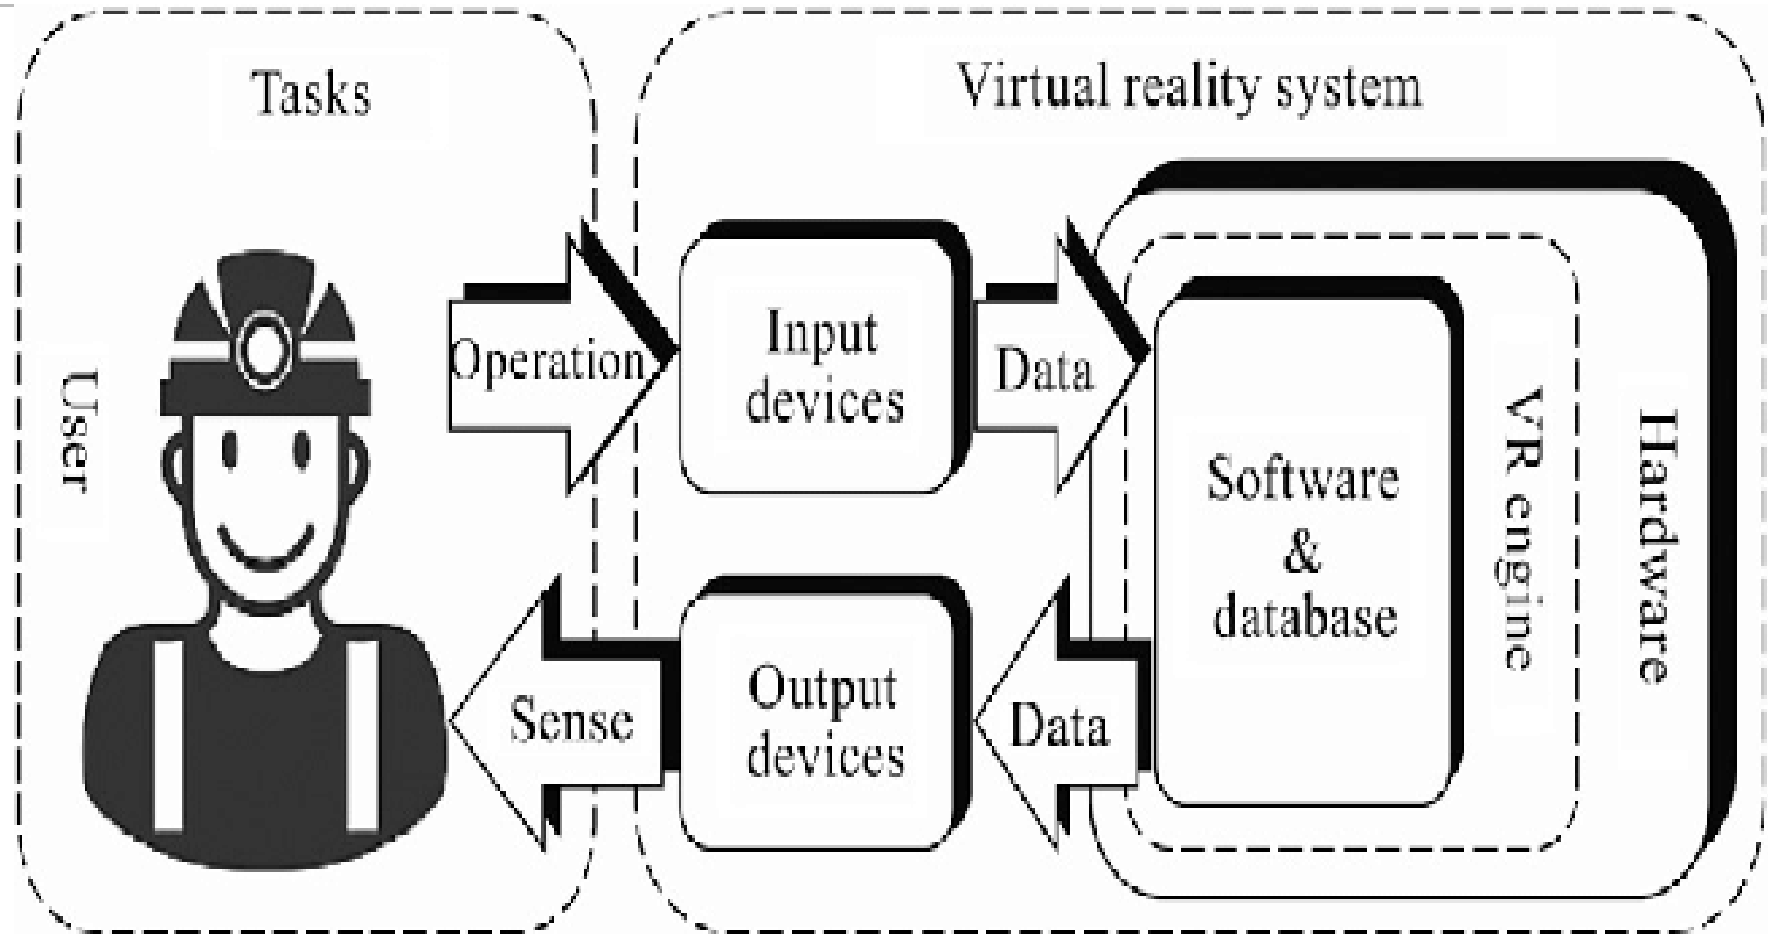 Tasks
Virtual reality system
User
Operation
Input
devices
Data
Software
&
database
VR engine
Hardware
Sense
Output
devices
Data